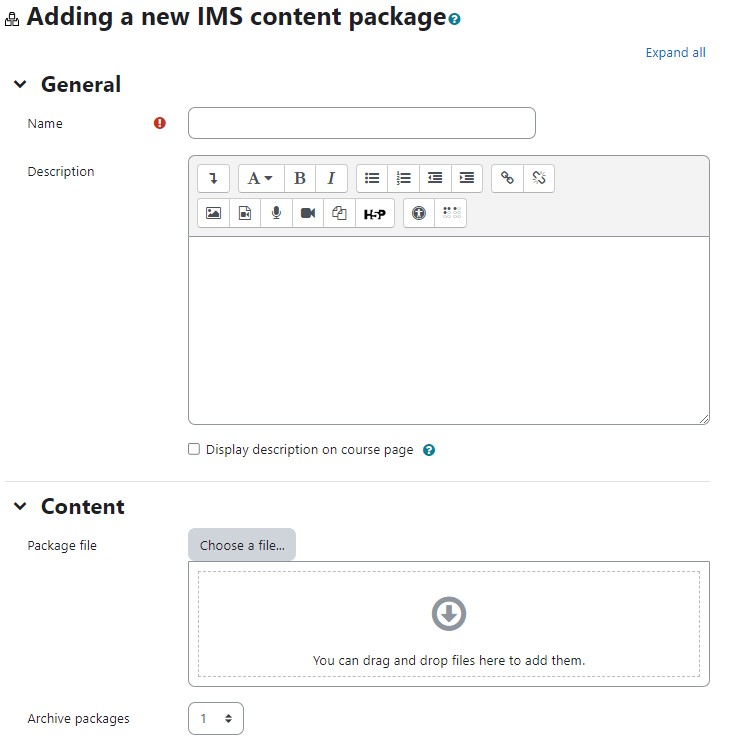 Adding a new IMS content package
Expand all
General
Name
Description
A B I
H5P
Display description on course page
Content
Package file
Choose a file...
You can drag and drop files here to add them.
Archive packages
1